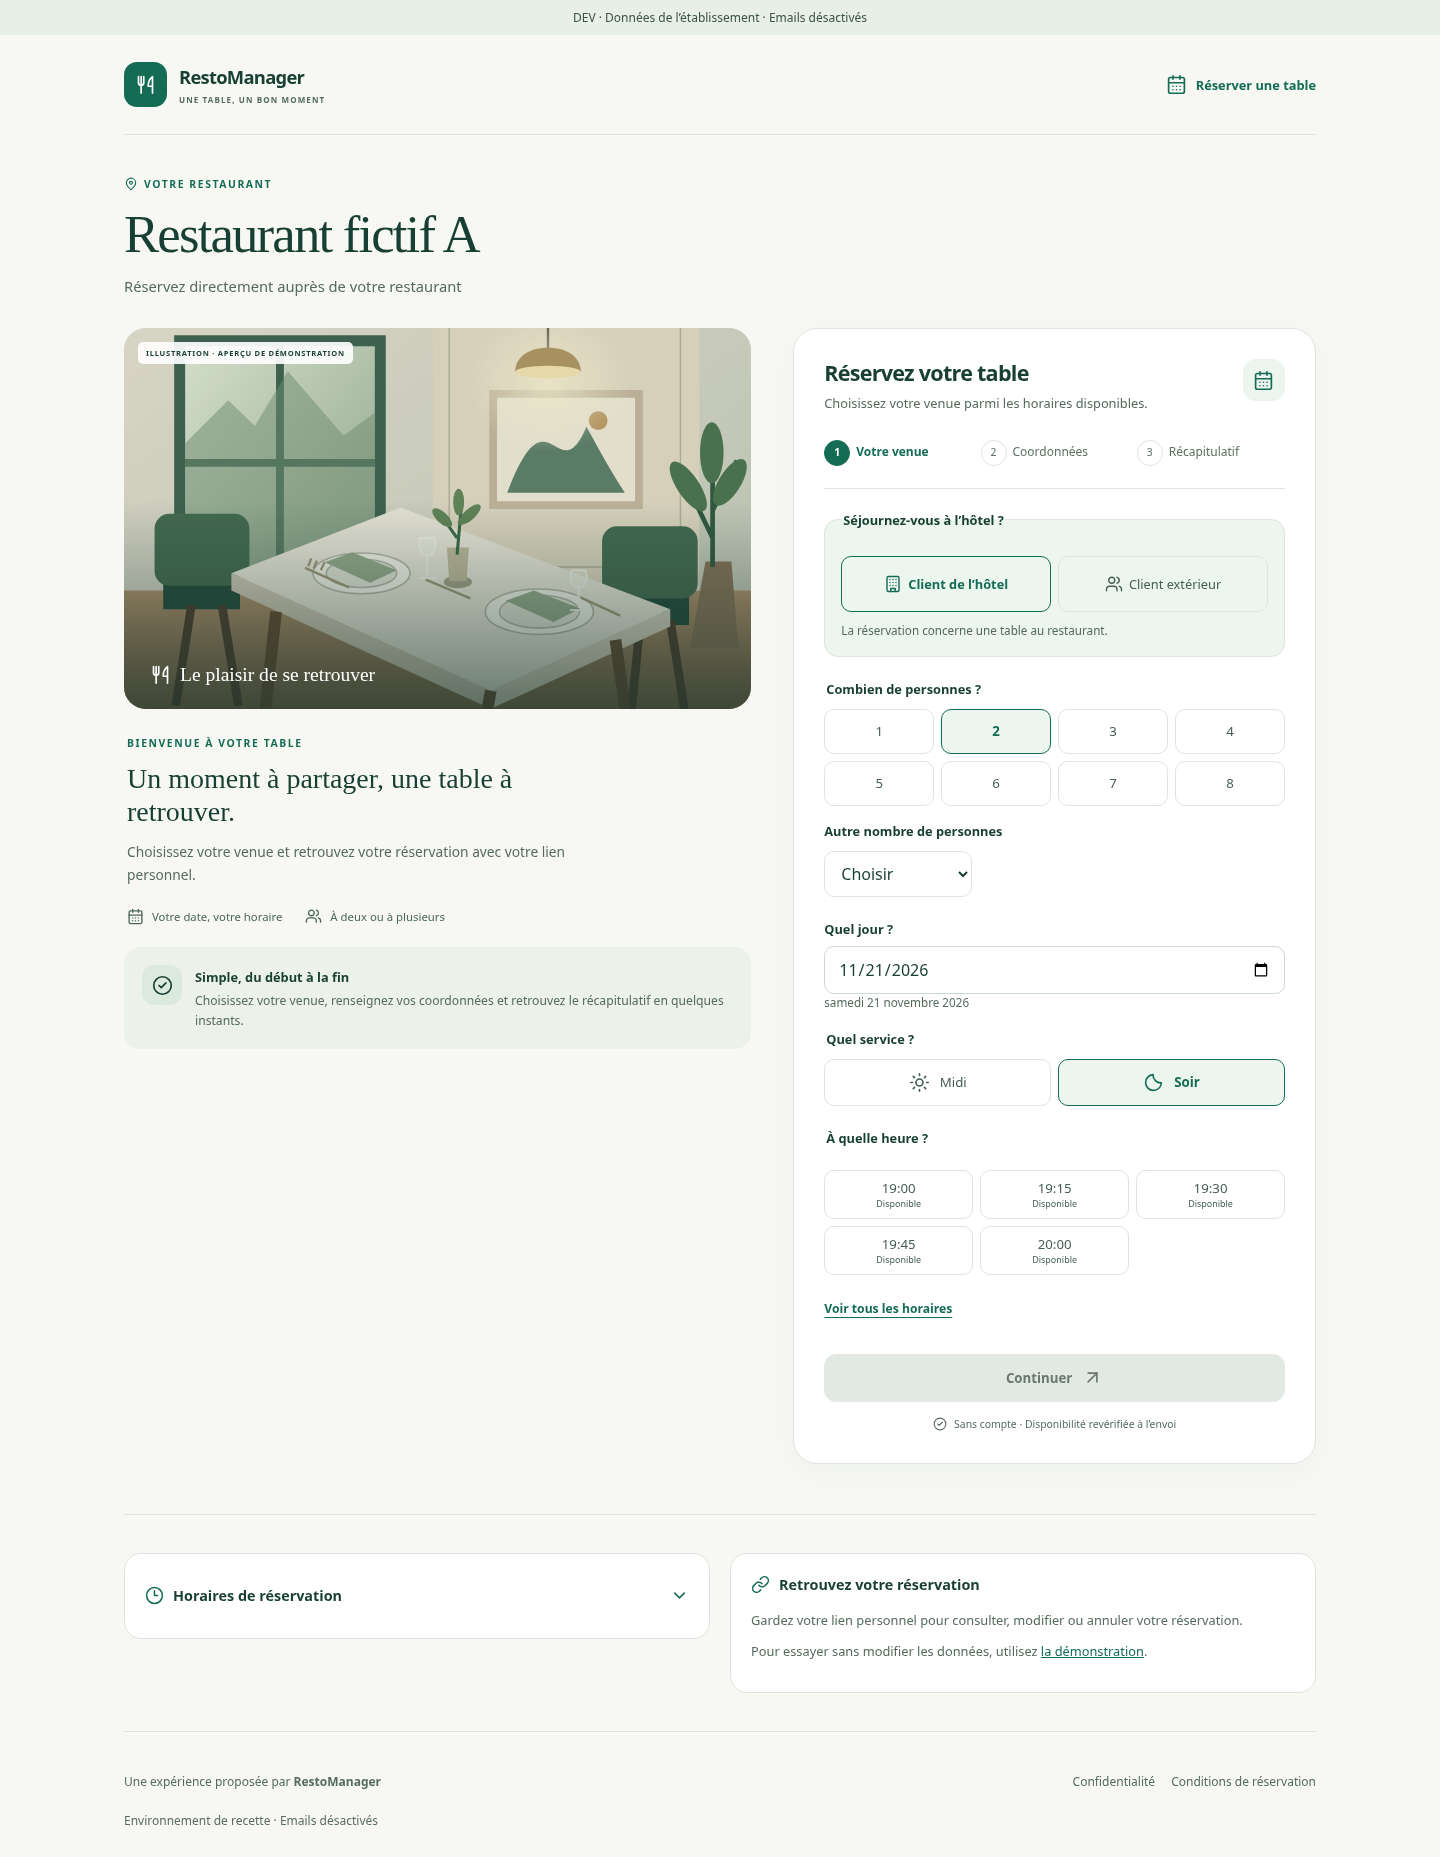 DEV · Données de l’établissement · Emails désactivés
RestoManager
UNE TABLE, UN BON MOMENT
Réserver une table
VOTRE RESTAURANT
Restaurant fictif A
Réservez directement auprès de votre restaurant
ILLUSTRATION · APERÇU DE DÉMONSTRATION
Le plaisir de se retrouver
BIENVENUE À VOTRE TABLE
Un moment à partager, une table à
retrouver.
Choisissez votre venue et retrouvez votre réservation avec votre lien
personnel.
Votre date, votre horaire
À deux ou à plusieurs
Simple, du début à la fin
Choisissez votre venue, renseignez vos coordonnées et retrouvez le récapitulatif en quelques
instants.
Réservez votre table
Choisissez votre venue parmi les horaires disponibles.
1 Votre venue
2 Coordonnées
3 Récapitulatif
Séjournez-vous à l’hôtel ?
Client de l’hôtel
Client extérieur
La réservation concerne une table au restaurant.
Combien de personnes ?
1 2 3 4
5 6 7 8
Autre nombre de personnes
Choisir
Quel jour ?
11/21/2026
samedi 21 novembre 2026
Quel service ?
Midi
Soir
À quelle heure ?
19:00 19:15 19:30
Disponible Disponible Disponible
19:45 20:00
Disponible Disponible
Voir tous les horaires
Continuer
Sans compte · Disponibilité revérifiée à l’envoi
Horaires de réservation
Retrouvez votre réservation
Gardez votre lien personnel pour consulter, modifier ou annuler votre réservation.
Pour essayer sans modifier les données, utilisez la démonstration.
Une expérience proposée par RestoManager
Confidentialité Conditions de réservation
Environnement de recette · Emails désactivés